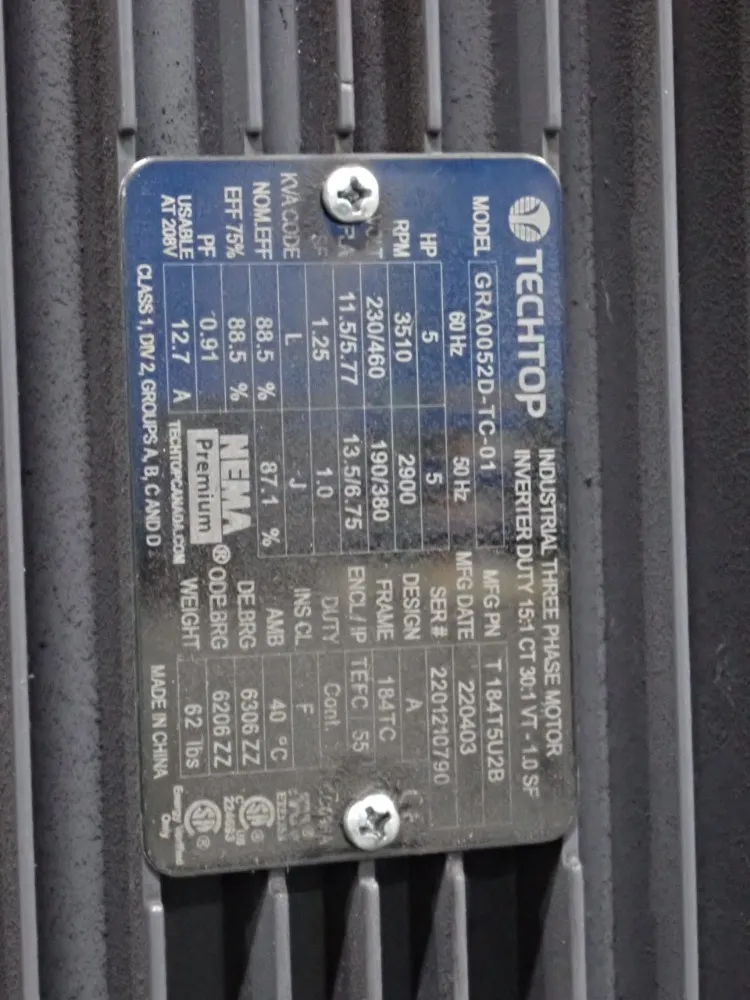 TECHTOP
INDUSTRIAL THREE PHASE MOTOR
INVERTER DUTY 15:1 CT 30:1 VT - 1.0 SF
MODEL GRA0052D-TC-01 MFG PN T 184T5U2B
60 Hz 50 Hz MFG DATE 220403
HP 5 5 SER # 2201210790
RPM 3510 2900 DESIGN A
230/460 190/380 FRAME 184TC
11.5/5.77 13.5/6.75 ENCL / IP TEFC / 55
SF 1.25 1.0 DUTY Cont.
KVA CODE L J INS CL F
NOM.EFF 88.5 % 87.1 % AMB 40 °C
EFF 75% 88.5 % NEMA DE.BRG 6306 ZZ
PF 0.91 Premium ® ODE.BRG 6206 ZZ
USABLE
AT 208V 12.7 A WEIGHT 62 lbs
TECHTOPCANADA.COM
CLASS 1, DIV 2, GROUPS A, B, C AND D
MADE IN CHINA
Energy Verified
Only